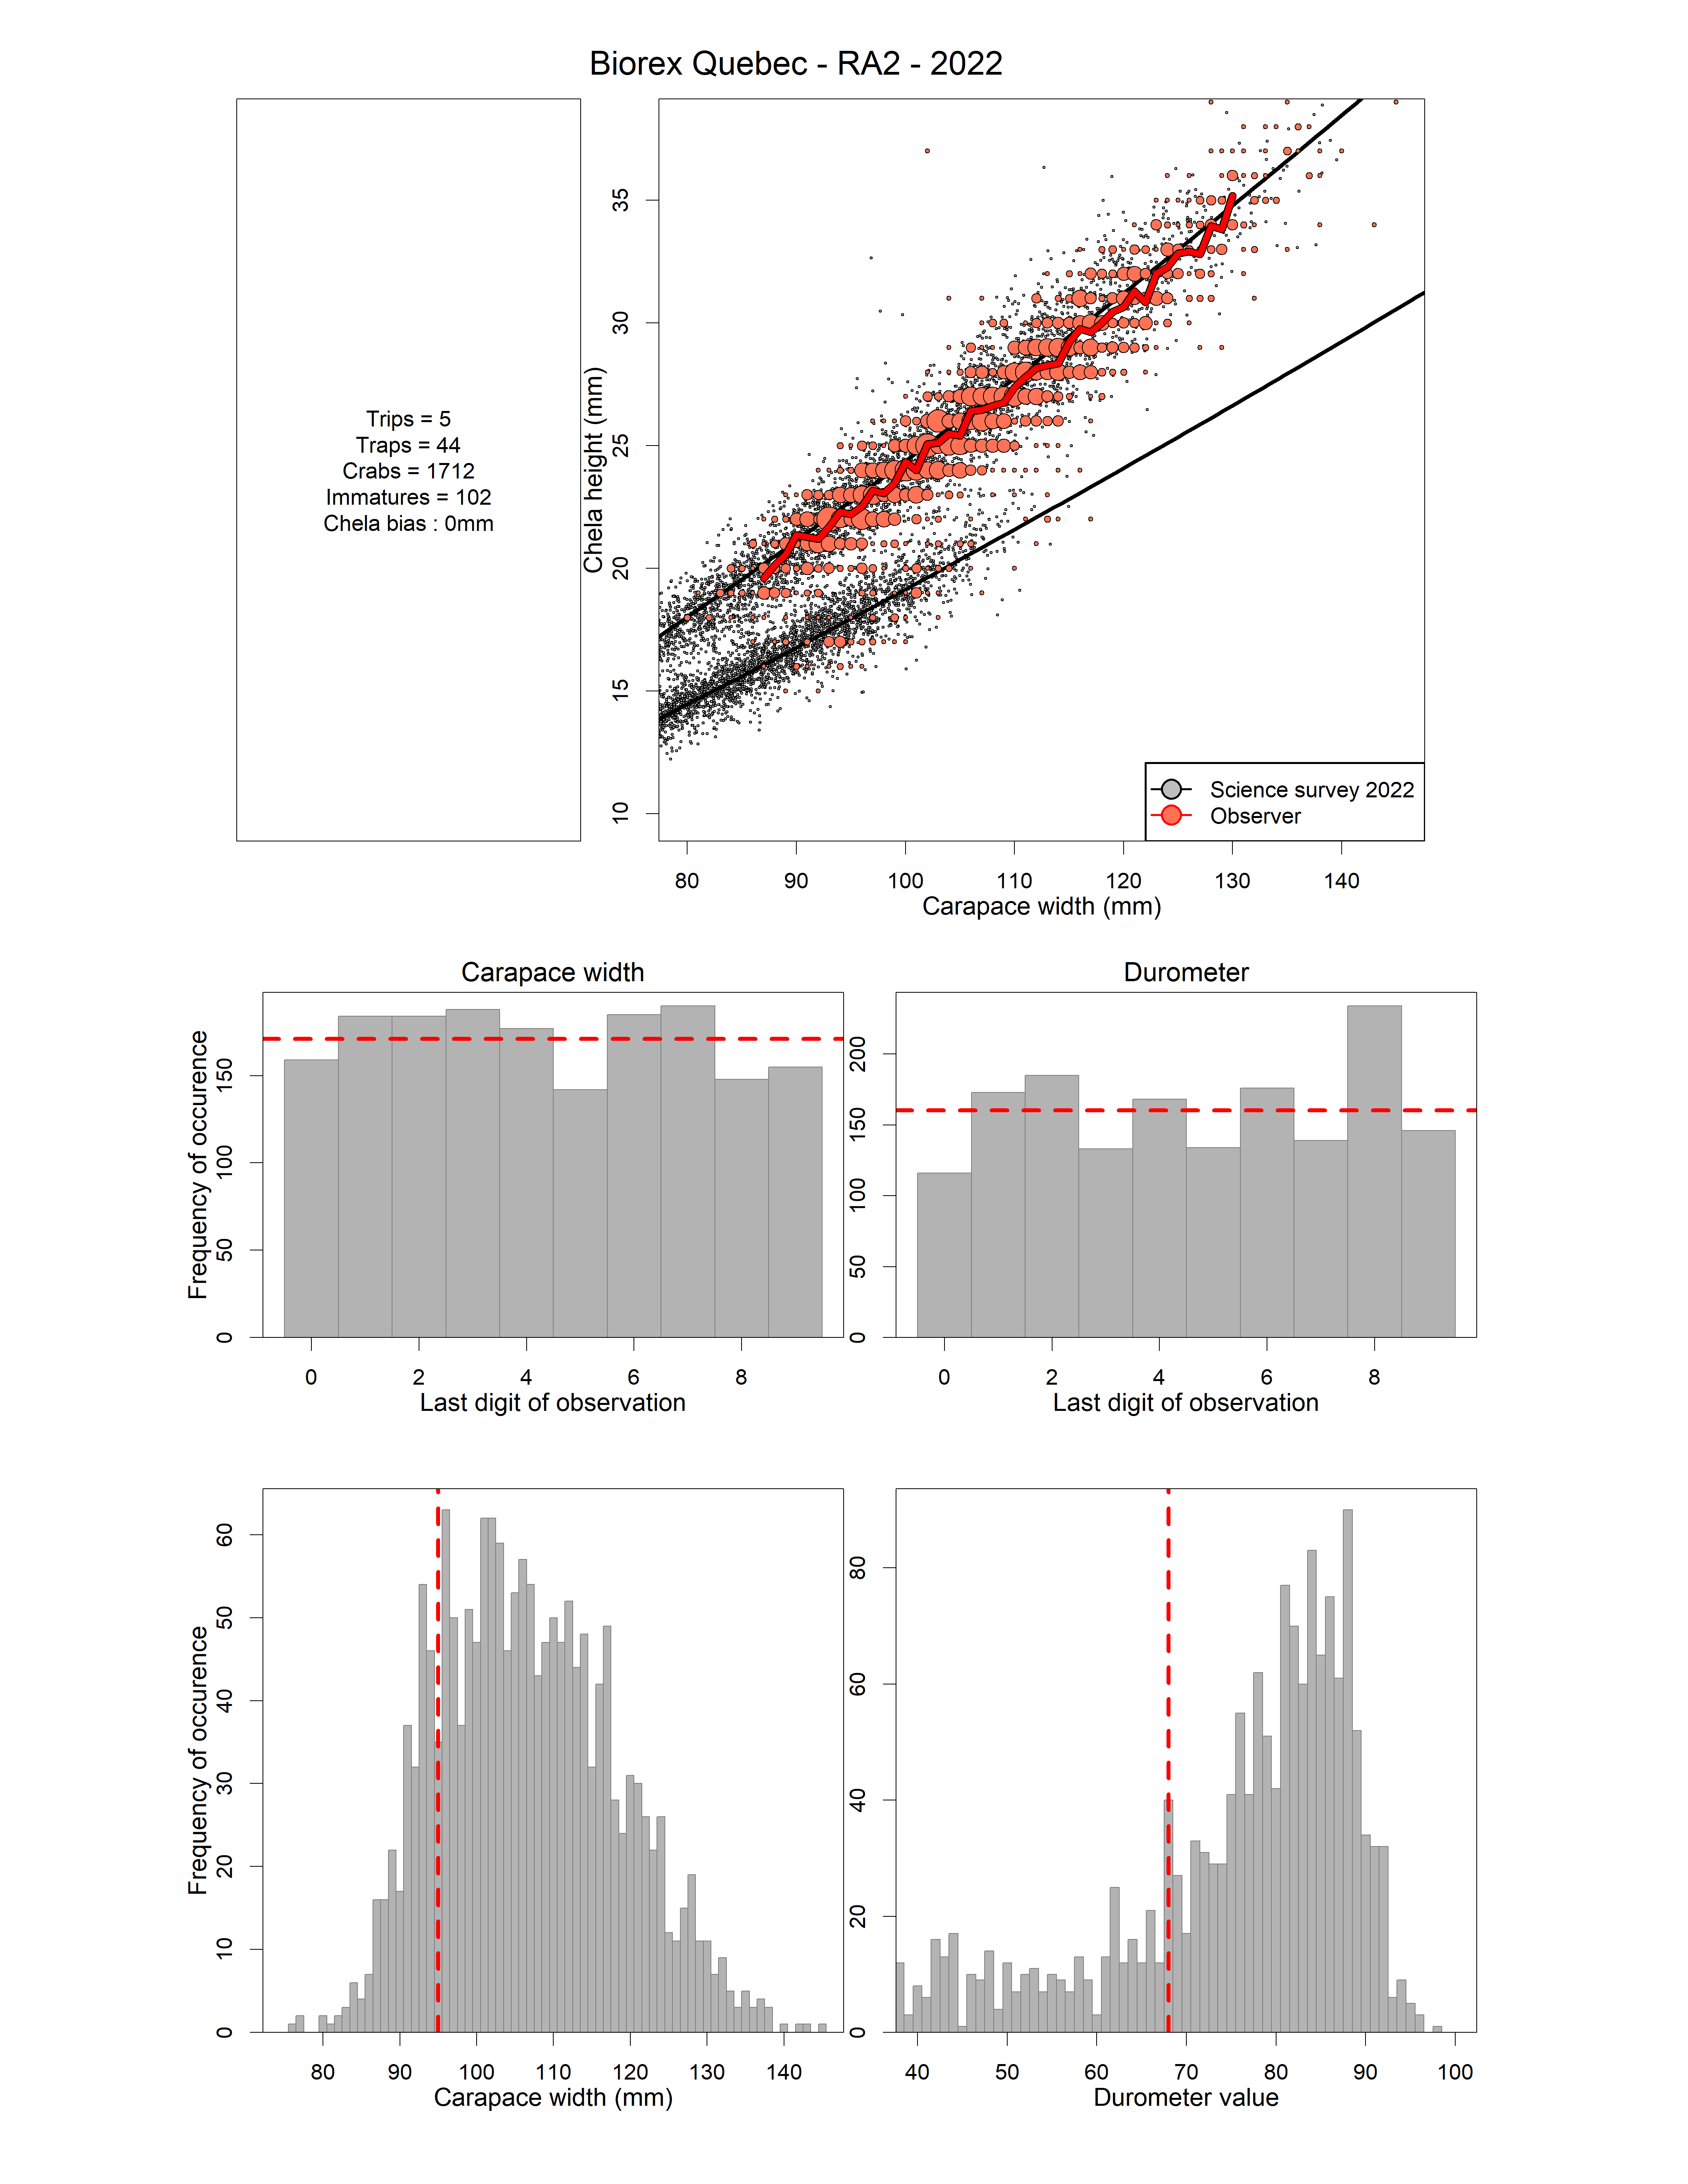 Biorex Quebec - RA2 - 2022
Trips = 5
Traps = 44
Crabs = 1712
Immatures = 102
Chela bias : 0mm
Chela height (mm)
35
30
25
20
15
10
Science survey 2022
Observer
80 90 100 110 120 130 140
Carapace width (mm)
Carapace width
Frequency of occurence
150
100
50
0
0 2 4 6 8
Last digit of observation
Durometer
200
150
100
50
0
0 2 4 6 8
Last digit of observation
Frequency of occurence
60
50
40
30
20
10
0
80 90 100 110 120 130 140
Carapace width (mm)
80
60
40
20
0
40 50 60 70 80 90 100
Durometer value